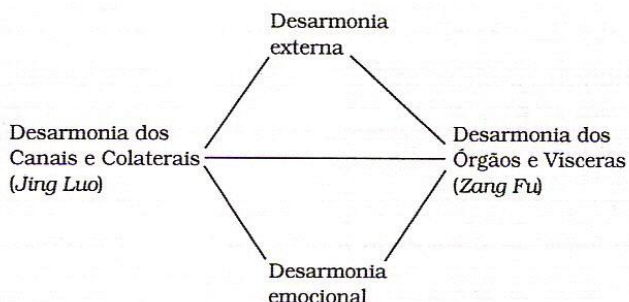 Desarmonia
externa
Desarmonia dos
Canais e Colaterais
(Jing Luo)
Desarmonia dos
Órgãos e Vísceras
(Zang Fu)
Desarmonia
emocional